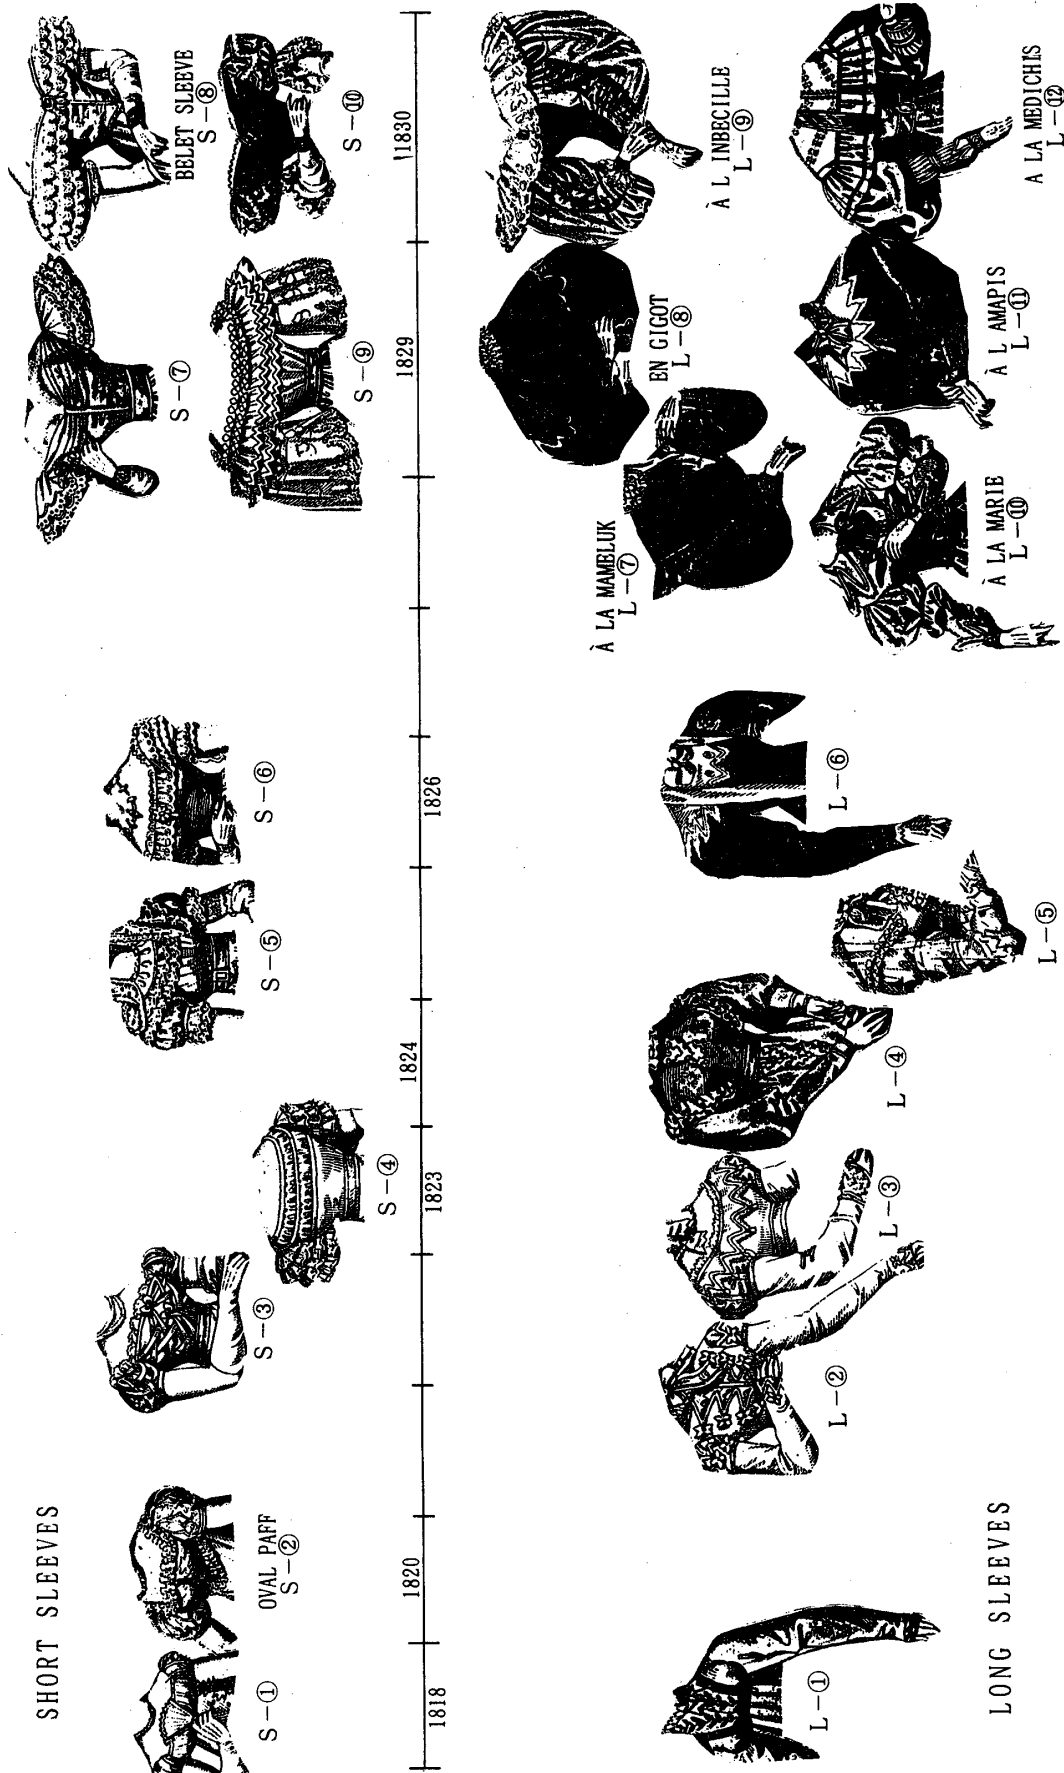 SHORT SLEEVES
S-①
OVAL PAFF
S-②
S-③
S-④
S-⑤
S-⑥
S-⑦
BELET SLEEVE
S-⑧
S-⑨
S-⑩
1818
1820
1823
1824
1826
1829
1830
À LA MAMELUK
L-⑦
EN GIGOT
L-⑧
À L INBECILLE
L-⑨
L-①
L-②
L-③
L-④
L-⑤
L-⑥
À LA MARIE
L-⑩
À L AMAPIS
L-⑪
A LA MEDICHIS
L-⑫
LONG SLEEVES